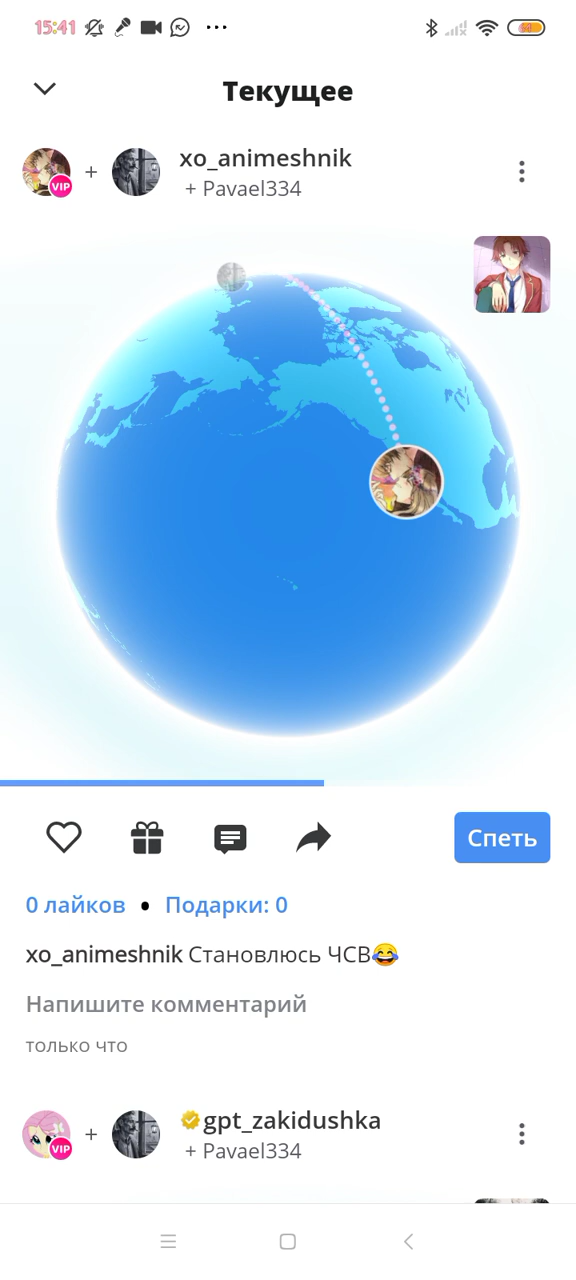 15:41
Текущее
VIP
+
xo_animeshnik
+ Pavael334
Спеть
0 лайков • Подарки: 0
xo_animeshnik Становлюсь ЧСВ😂
Напишите комментарий
только что
VIP
+
gpt_zakidushka
+ Pavael334